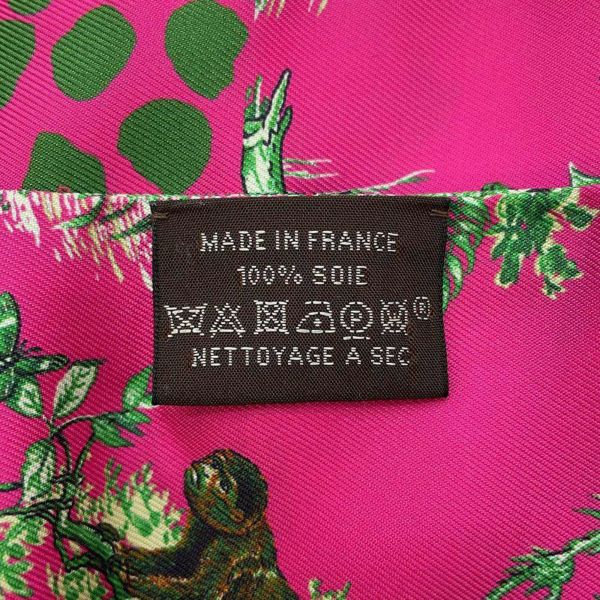 MADE IN FRANCE
100% SOIE
P W ®
NETTOYAGE A SEC